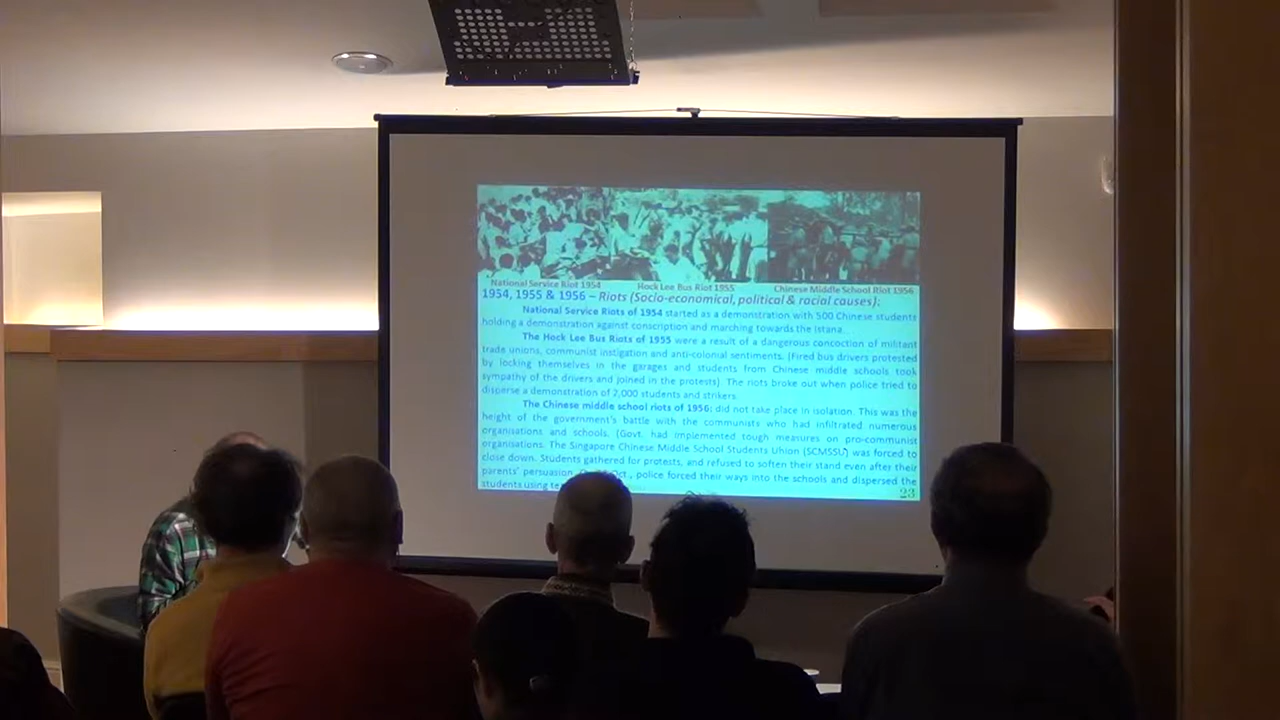 National Service Riot 1954 Hock Lee Bus Riot 1955 Chinese Middle School Riot 1956
1954, 1955 & 1956 – Riots (Socio-economical, political & racial causes):
National Service Riots of 1954 started as a demonstration with 500 Chinese students
holding a demonstration against conscription and marching towards the Istana.
The Hock Lee Bus Riots of 1955 were a result of a dangerous concoction of militant
trade unions, communist instigation and anti-colonial sentiments. (Fired bus drivers protested
by locking themselves in the garages and students from Chinese middle schools took
sympathy of the drivers and joined in the protests). The riots broke out when police tried to
disperse a demonstration of 2,000 students and strikers.
The Chinese middle school riots of 1956: did not take place in isolation. This was the
height of the government's battle with the communists who had infiltrated numerous
organisations and schools. (Govt. had implemented tough measures on pro-communist
organisations. The Singapore Chinese Middle School Students Union (SCMSSU) was forced to
close down. Students gathered for protests, and refused to soften their stand even after their
parents' persuasion Oct, police forced their ways into the schools and dispersed the
students using
23